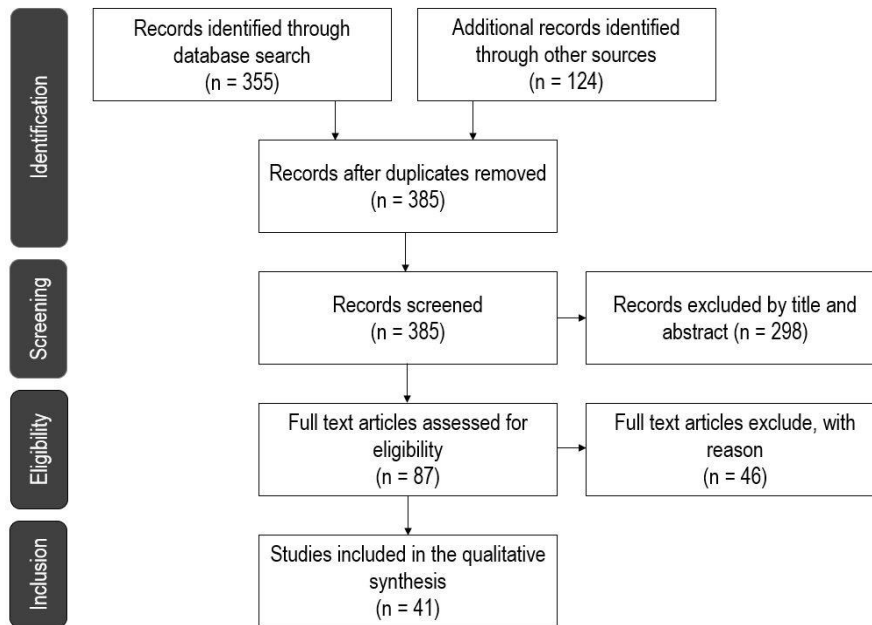 Identification
Records identified through
database search
(n = 355)
Additional records identified
through other sources
(n = 124)
Records after duplicates removed
(n = 385)
Screening
Records screened
(n = 385)
Records excluded by title and
abstract (n = 298)
Eligibility
Full text articles assessed for
eligibility
(n = 87)
Full text articles exclude, with
reason
(n = 46)
Inclusion
Studies included in the qualitative
synthesis
(n = 41)